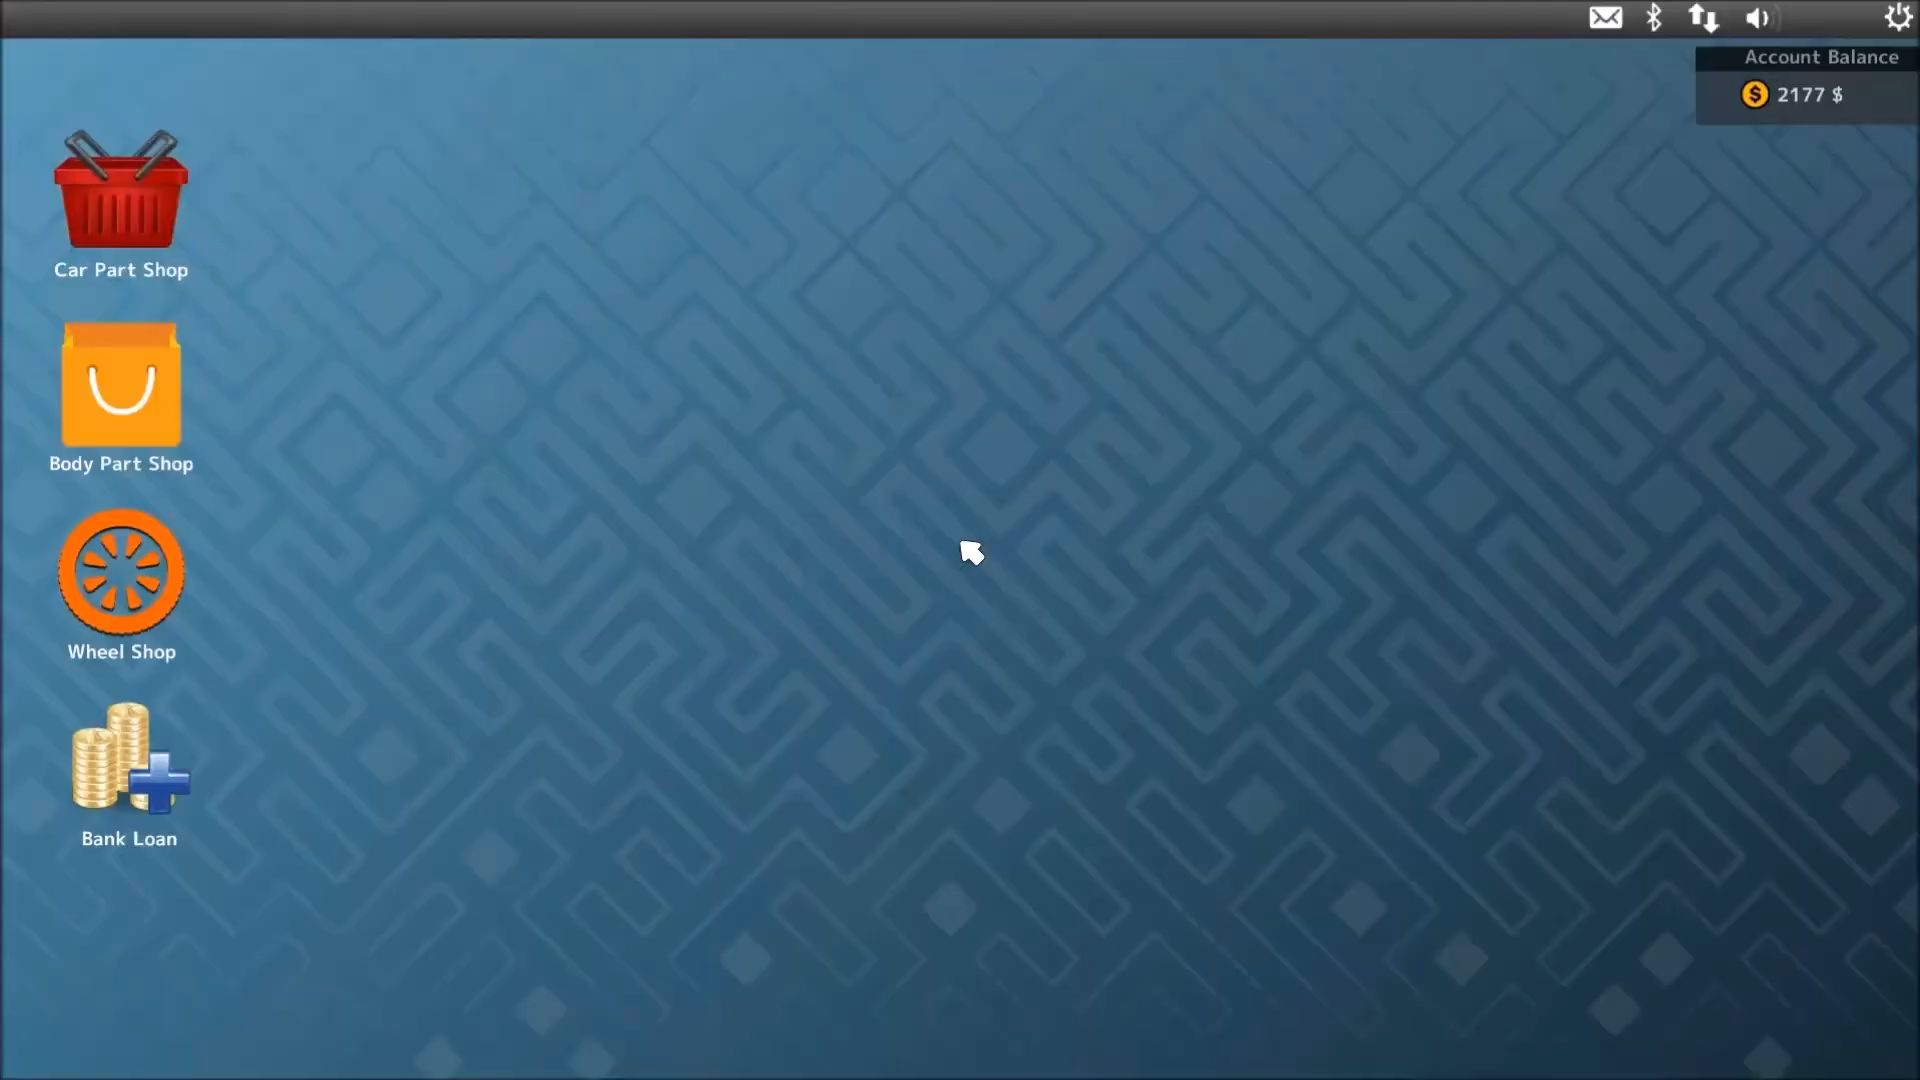 Account Balance
2177 $
Car Part Shop
Body Part Shop
Wheel Shop
Bank Loan